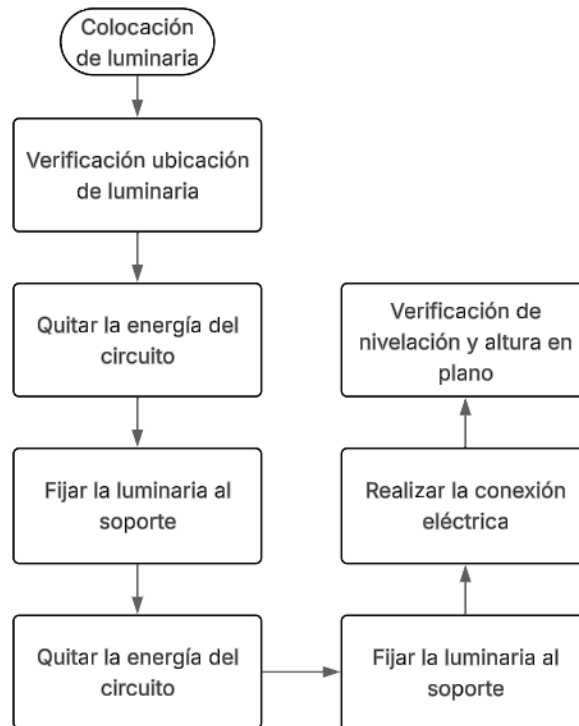 Colocación
de luminaria
Verificación ubicación
de luminaria
Quitar la energía del
circuito
Fijar la luminaria al
soporte
Quitar la energía del
circuito
Fijar la luminaria al
soporte
Realizar la conexión
eléctrica
Verificación de
nivelación y altura en
plano